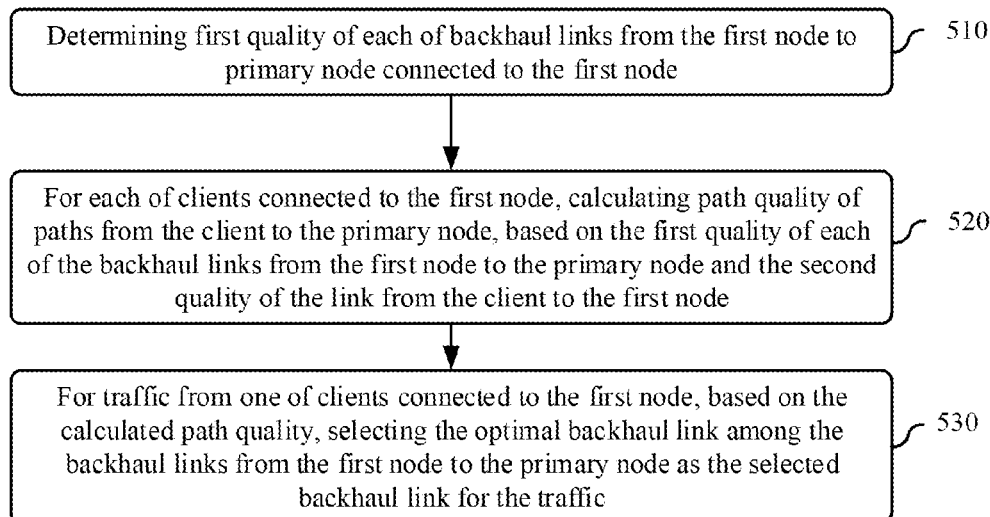 Determining first quality of each of backhaul links from the first node to
primary node connected to the first node
510
For each of clients connected to the first node, calculating path quality of
paths from the client to the primary node, based on the first quality of each
of the backhaul links from the first node to the primary node and the second
quality of the link from the client to the first node
520
For traffic from one of clients connected to the first node, based on the
calculated path quality, selecting the optimal backhaul link among the
backhaul links from the first node to the primary node as the selected
backhaul link for the traffic
530